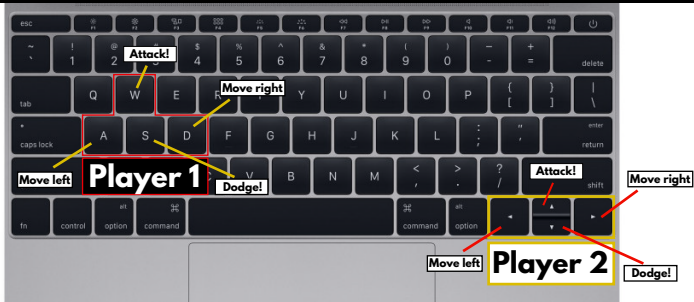 esc F1 F2 F3 F4 F5 F6 F7 F8 F9 F10 F11 F12
~ ! @ $ % ^ & * ( ) — +
` 1 2 4 5 6 7 8 9 0 - = delete
Attack!
tab Q W E R Y U I O P { [ } ] | \
Move right
caps lock A S D F G H J K L : ; " ' enter return
Move left
Player 1
Dodge!
C V B N M < , > . ? / shift
Attack!
Move right
fn control alt option ⌘ command ⌘ command alt option ◄ ▲ ▼ ►
Move left
Player 2
Dodge!